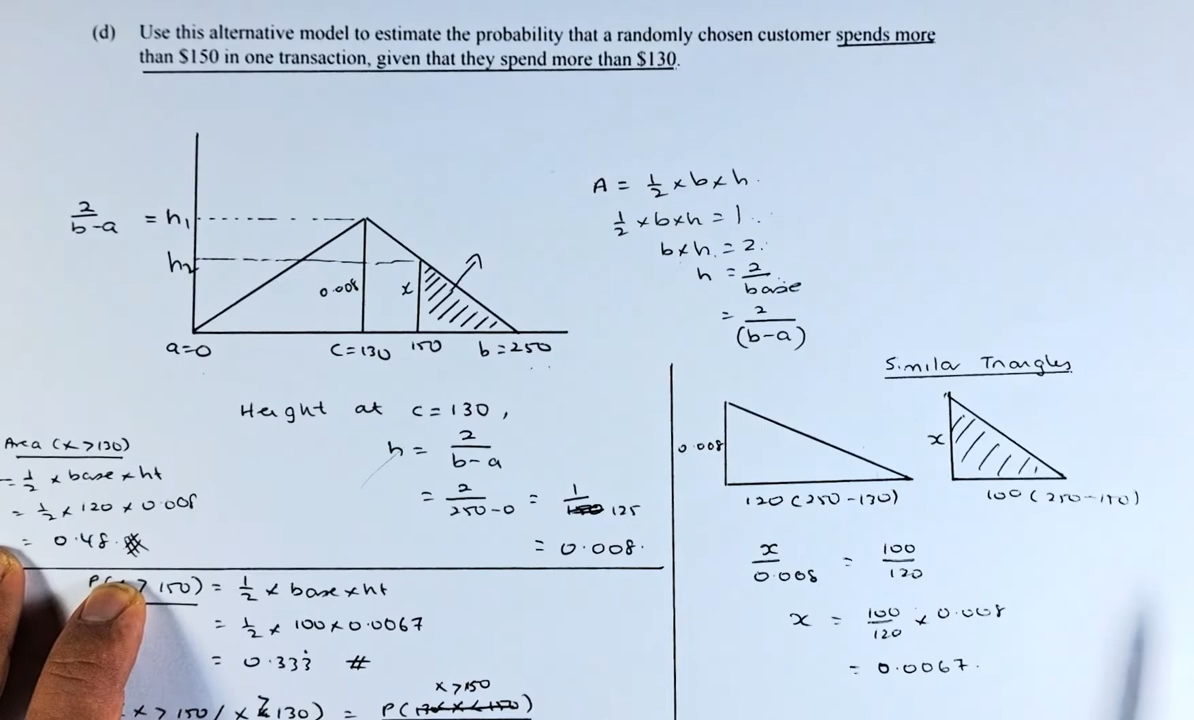 (d) Use this alternative model to estimate the probability that a randomly chosen customer spends more
than $150 in one transaction, given that they spend more than $130.
2/(b-a) = h₁
h₂
0.008
x
a=0
C=130
150
b=250
A = 1/2 × b × h.
1/2 × b × h = 1..
b × h. = 2.
h = 2/base
= 2/(b-a)
Height at c = 130,
h = 2/(b-a)
= 2/(250-0) = 1/125
= 0.008.
Area (x > 130)
= 1/2 × base × ht
= 1/2 × 120 × 0.008
= 0.48.
> 150) = 1/2 × base × ht
= 1/2 × 100 × 0.0067
= 0.333̇ #
x > 150 / x > 130) = P(
x > 150
)
Similar Triangles
0.008
120 (250-130)
x
100 (250-150)
x/0.008 = 100/120
x = 100/120 × 0.008
= 0.0067.